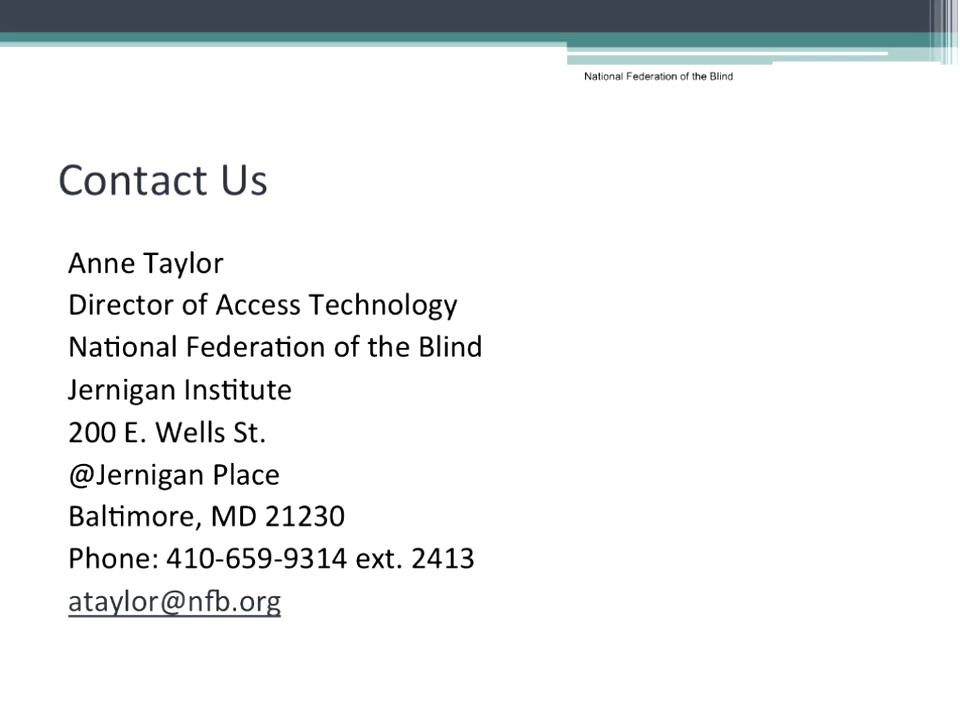 National Federation of the Blind
Contact Us
Anne Taylor
Director of Access Technology
National Federation of the Blind
Jernigan Institute
200 E. Wells St.
@Jernigan Place
Baltimore, MD 21230
Phone: 410-659-9314 ext. 2413
ataylor@nfb.org